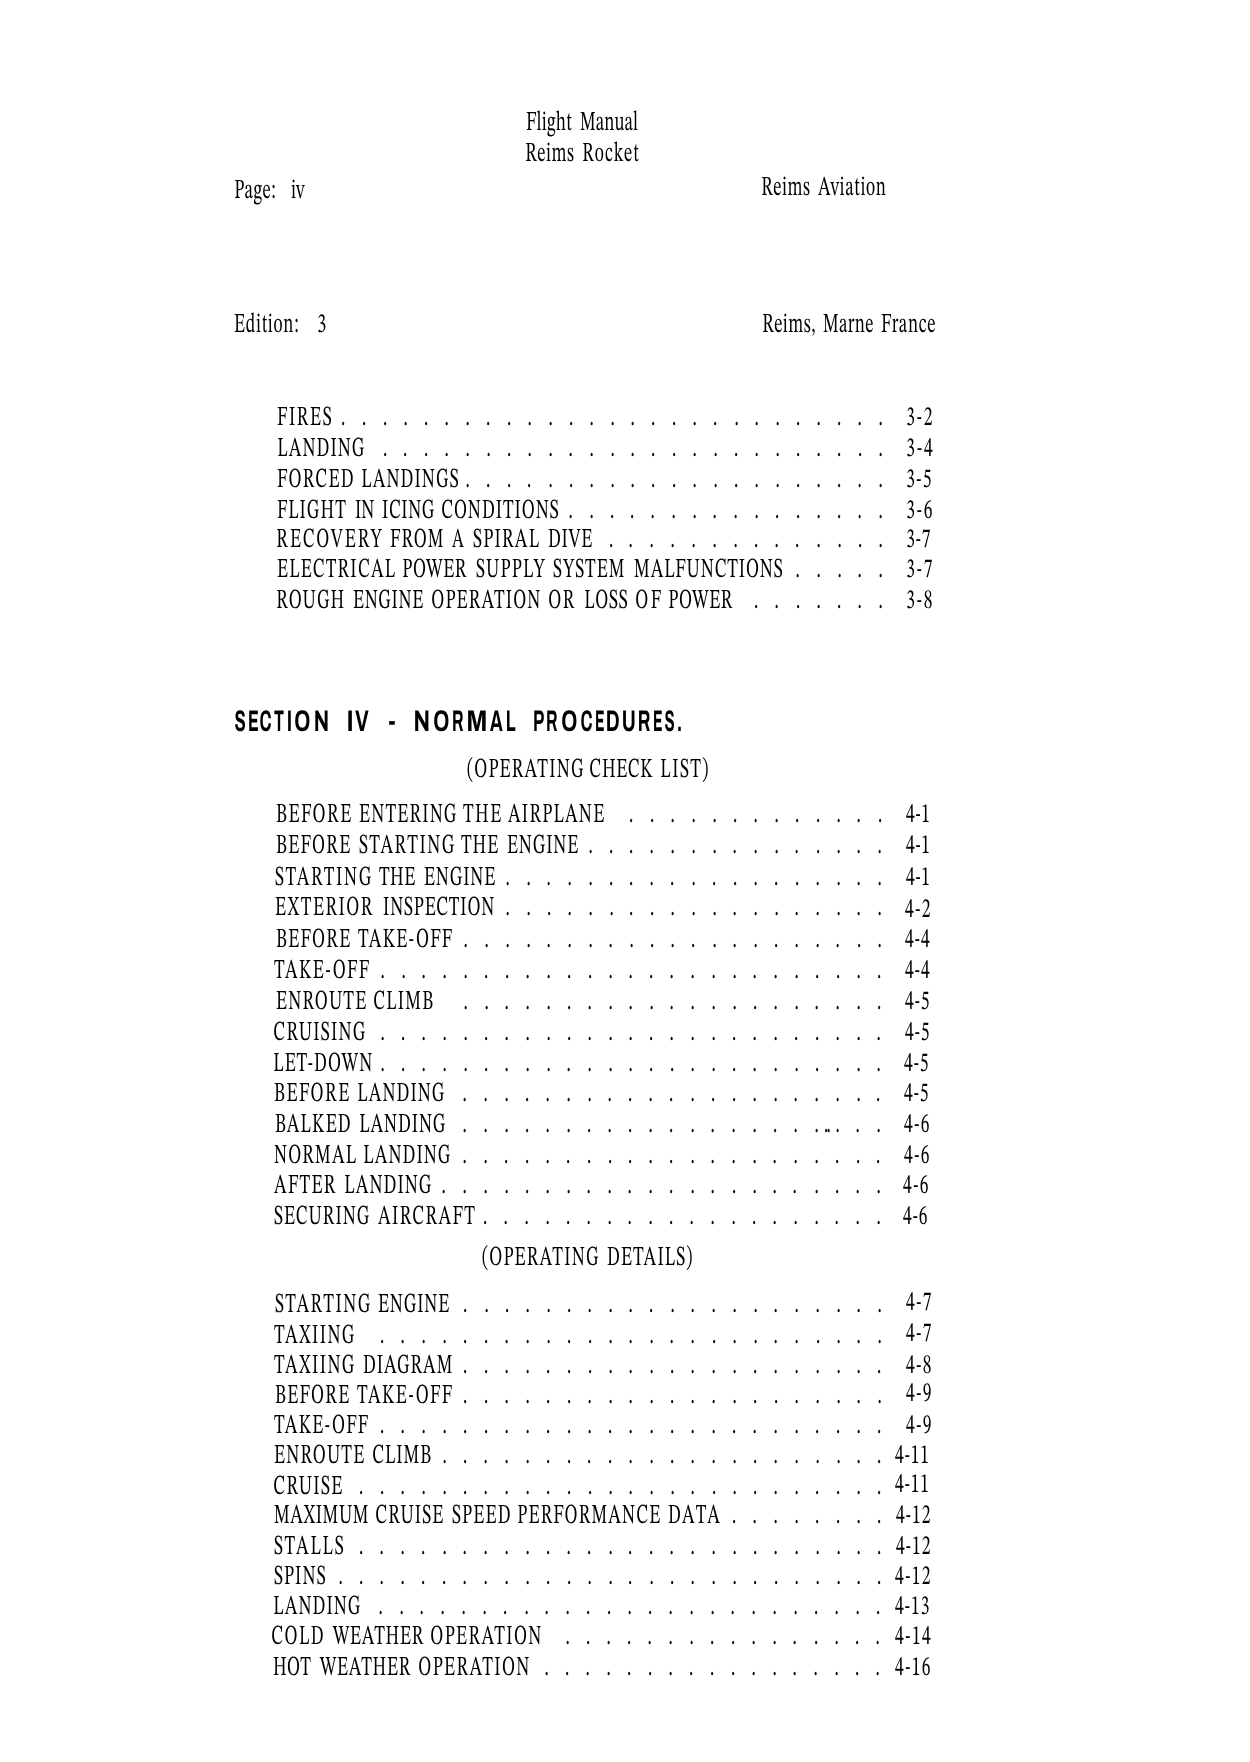 Flight Manual
Reims Rocket
Page: iv Reims Aviation
Edition: 3 Reims, Marne France
FIRES . . . . . . . . . . . . . . . . . . . . . . . . . . . 3-2
LANDING . . . . . . . . . . . . . . . . . . . . . . . . . 3-4
FORCED LANDINGS . . . . . . . . . . . . . . . . . . . . . 3-5
FLIGHT IN ICING CONDITIONS . . . . . . . . . . . . . . . . 3-6
RECOVERY FROM A SPIRAL DIVE . . . . . . . . . . . . . . 3-7
ELECTRICAL POWER SUPPLY SYSTEM MALFUNCTIONS . . . . . 3-7
ROUGH ENGINE OPERATION OR LOSS OF POWER . . . . . . . 3-8
SECTION IV - NORMAL PROCEDURES.
(OPERATING CHECK LIST)
BEFORE ENTERING THE AIRPLANE . . . . . . . . . . . . . 4-1
BEFORE STARTING THE ENGINE . . . . . . . . . . . . . . . 4-1
STARTING THE ENGINE . . . . . . . . . . . . . . . . . . . 4-1
EXTERIOR INSPECTION . . . . . . . . . . . . . . . . . . . 4-2
BEFORE TAKE-OFF . . . . . . . . . . . . . . . . . . . . . 4-4
TAKE-OFF . . . . . . . . . . . . . . . . . . . . . . . . . 4-4
ENROUTE CLIMB . . . . . . . . . . . . . . . . . . . . . 4-5
CRUISING . . . . . . . . . . . . . . . . . . . . . . . . . 4-5
LET-DOWN . . . . . . . . . . . . . . . . . . . . . . . . . 4-5
BEFORE LANDING . . . . . . . . . . . . . . . . . . . . . 4-5
BALKED LANDING . . . . . . . . . . . . . . . . . . .. . . 4-6
NORMAL LANDING . . . . . . . . . . . . . . . . . . . . . 4-6
AFTER LANDING . . . . . . . . . . . . . . . . . . . . . . 4-6
SECURING AIRCRAFT . . . . . . . . . . . . . . . . . . . . 4-6
(OPERATING DETAILS)
STARTING ENGINE . . . . . . . . . . . . . . . . . . . . . 4-7
TAXIING . . . . . . . . . . . . . . . . . . . . . . . . . 4-7
TAXIING DIAGRAM . . . . . . . . . . . . . . . . . . . . . 4-8
BEFORE TAKE-OFF . . . . . . . . . . . . . . . . . . . . . 4-9
TAKE-OFF . . . . . . . . . . . . . . . . . . . . . . . . . 4-9
ENROUTE CLIMB . . . . . . . . . . . . . . . . . . . . . . 4-11
CRUISE . . . . . . . . . . . . . . . . . . . . . . . . . . 4-11
MAXIMUM CRUISE SPEED PERFORMANCE DATA . . . . . . . . 4-12
STALLS . . . . . . . . . . . . . . . . . . . . . . . . . . 4-12
SPINS . . . . . . . . . . . . . . . . . . . . . . . . . . . 4-12
LANDING . . . . . . . . . . . . . . . . . . . . . . . . . 4-13
COLD WEATHER OPERATION . . . . . . . . . . . . . . . . 4-14
HOT WEATHER OPERATION . . . . . . . . . . . . . . . . . 4-16